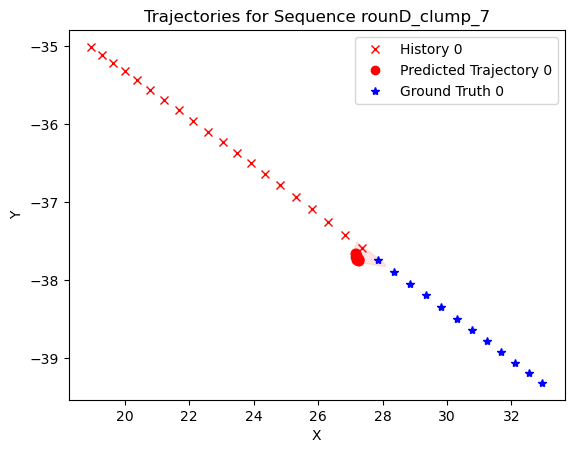 Trajectories for Sequence rounD_clump_7
History 0
Predicted Trajectory 0
Ground Truth 0
Y
−35
−36
−37
−38
−39
20 22 24 26 28 30 32
X